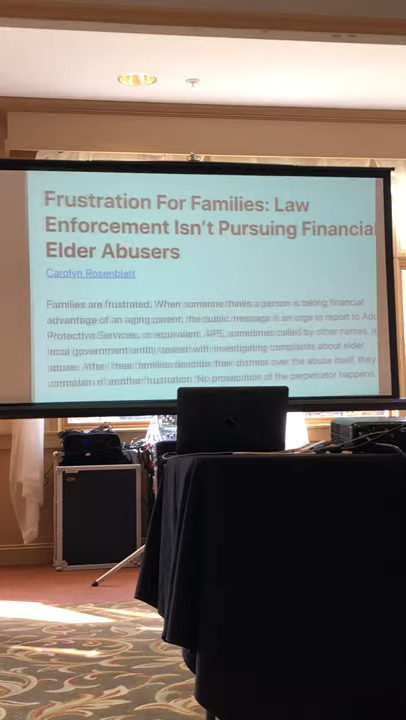 Frustration For Families: Law
Enforcement Isn't Pursuing Financial
Elder Abusers
Carolyn Rosenblatt
Families are frustrated. When someone thinks a person is taking financial
advantage of an aging parent, the public message is an urge to report to Adu
Protective Services, or equivalent. APS, sometimes called by other names, is
local government entity, tasked with investigating complaints about elder
abuse. After I hear families describe their distress over the abuse itself, they
complain of another frustration: No prosecution of the perpetrator happens.